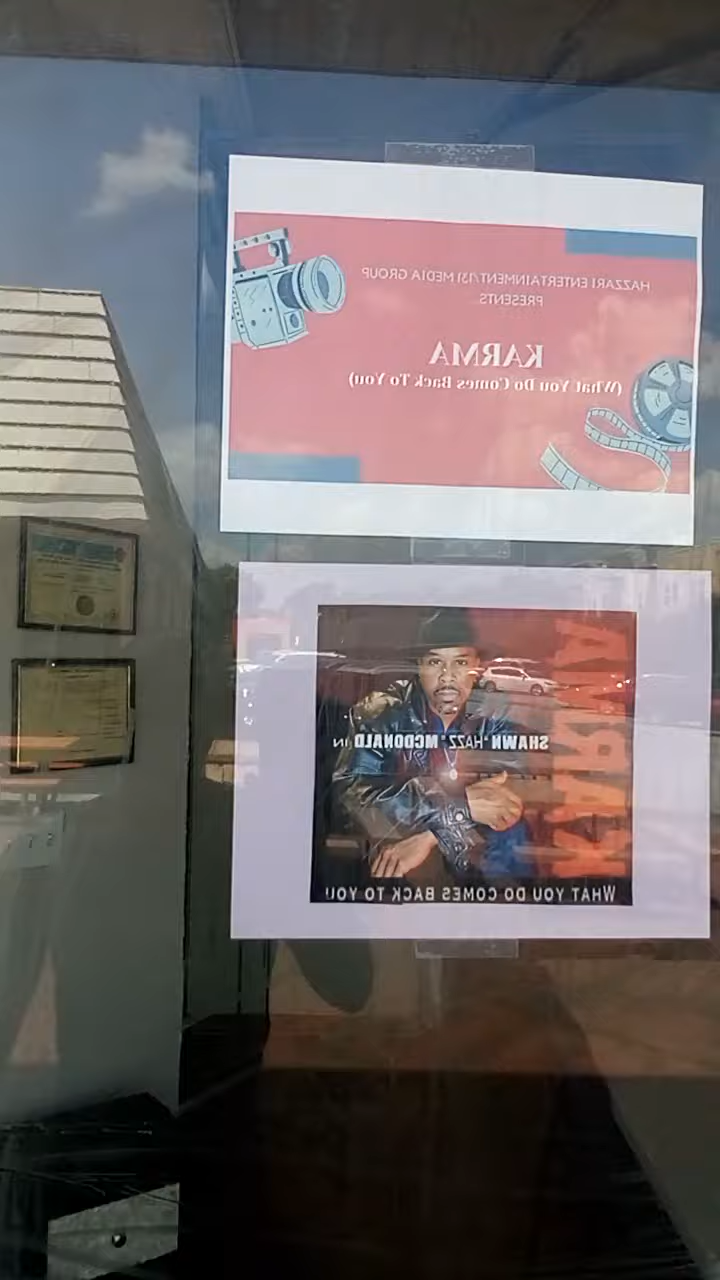 HAZZARI ENTERTAINMENT/131 MEDIA GROUP
PRESENTS...
KARMA
(What You Do Comes Back To You)
SHAWN "HAZZ" MCDONALD IN
KARMA
WHAT YOU DO COMES BACK TO YOU